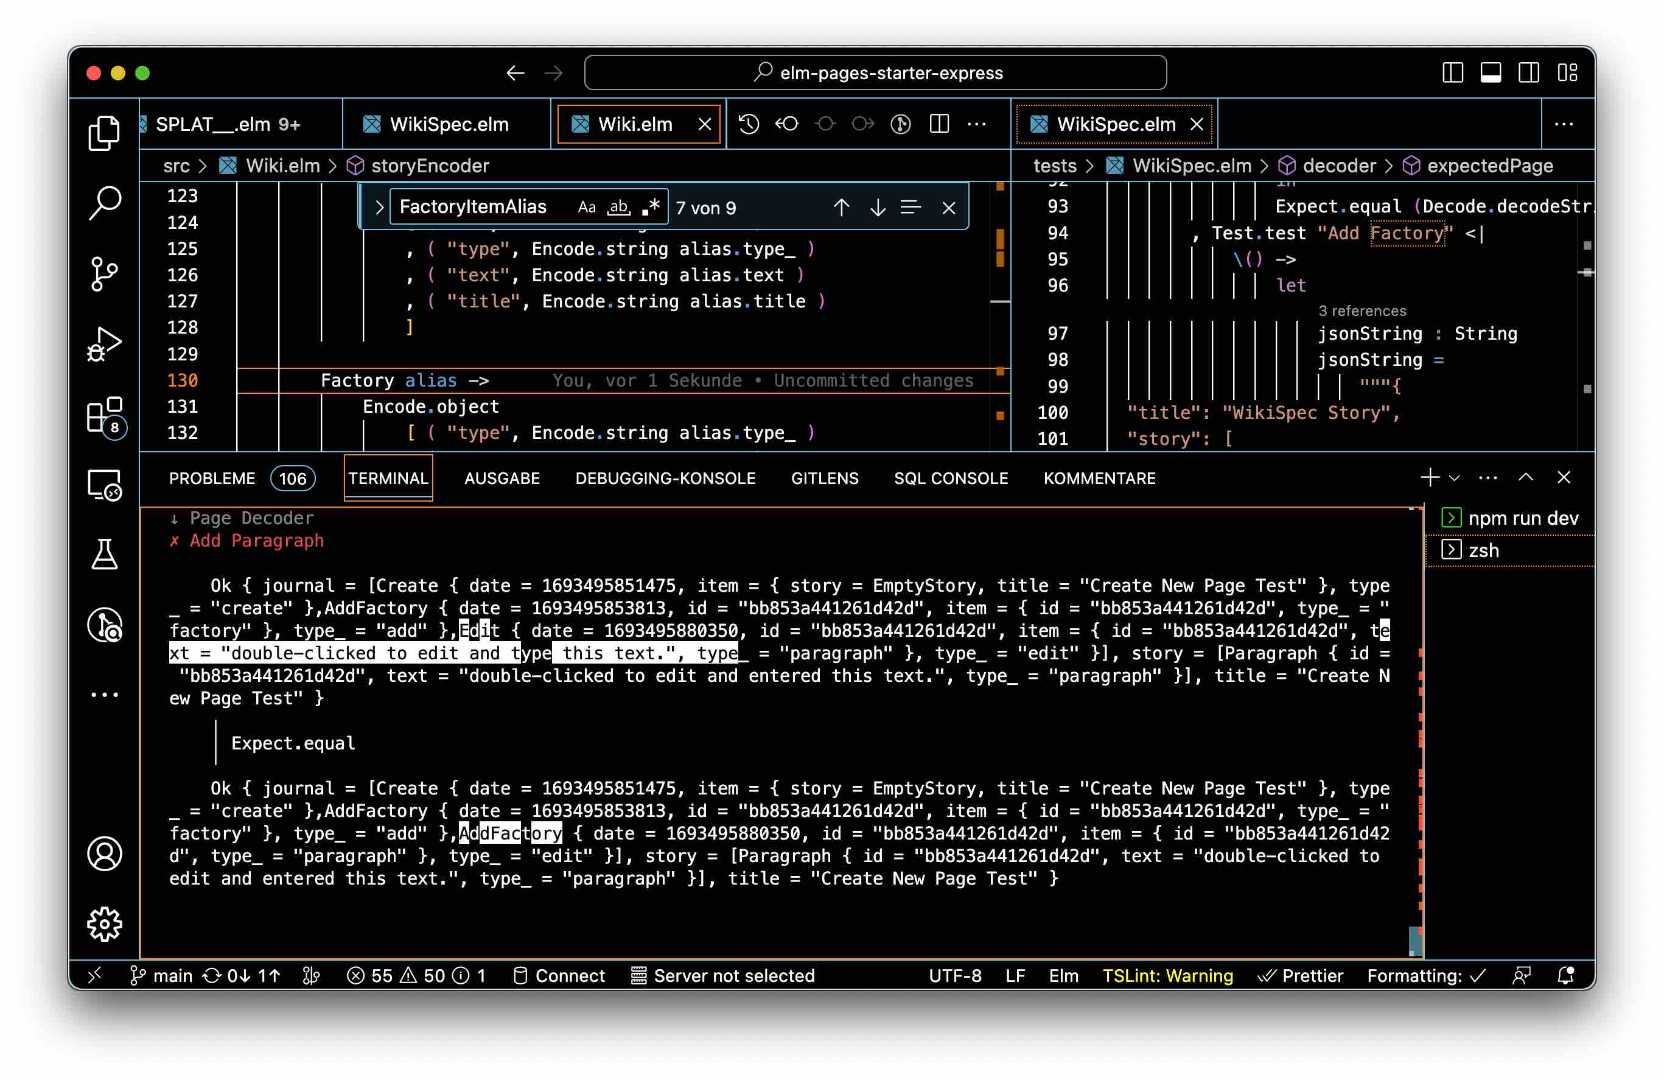 elm-pages-starter-express
SPLAT__.elm 9+
WikiSpec.elm
Wiki.elm
WikiSpec.elm
src > Wiki.elm > storyEncoder
tests > WikiSpec.elm > decoder > expectedPage
FactoryItemAlias
Aa ab .* 7 von 9
123
124
125 , ( "type", Encode.string alias.type_ )
126 , ( "text", Encode.string alias.text )
127 , ( "title", Encode.string alias.title )
128 ]
129
130 Factory alias -> You, vor 1 Sekunde • Uncommitted changes
131 Encode.object
132 [ ( "type", Encode.string alias.type_ )
92 in
93 Expect.equal (Decode.decodeStr
94 , Test.test "Add Factory" <|
95 \() ->
96 let
3 references
97 jsonString : String
98 jsonString =
99 """{
100 "title": "WikiSpec Story",
101 "story": [
8
PROBLEME 106 TERMINAL AUSGABE DEBUGGING-KONSOLE GITLENS SQL CONSOLE KOMMENTARE
npm run dev
zsh
↓ Page Decoder
✗ Add Paragraph
Ok { journal = [Create { date = 1693495851475, item = { story = EmptyStory, title = "Create New Page Test" }, type
_ = "create" },AddFactory { date = 1693495853813, id = "bb853a441261d42d", item = { id = "bb853a441261d42d", type_ = "
factory" }, type_ = "add" },Edit { date = 1693495880350, id = "bb853a441261d42d", item = { id = "bb853a441261d42d", te
xt = "double-clicked to edit and type this text.", type_ = "paragraph" }, type_ = "edit" }], story = [Paragraph { id =
"bb853a441261d42d", text = "double-clicked to edit and entered this text.", type_ = "paragraph" }], title = "Create N
ew Page Test" }
Expect.equal
Ok { journal = [Create { date = 1693495851475, item = { story = EmptyStory, title = "Create New Page Test" }, type
_ = "create" },AddFactory { date = 1693495853813, id = "bb853a441261d42d", item = { id = "bb853a441261d42d", type_ = "
factory" }, type_ = "add" },AddFactory { date = 1693495880350, id = "bb853a441261d42d", item = { id = "bb853a441261d42
d", type_ = "paragraph" }, type_ = "edit" }], story = [Paragraph { id = "bb853a441261d42d", text = "double-clicked to
edit and entered this text.", type_ = "paragraph" }], title = "Create New Page Test" }
main 0↓ 1↑ 55 50 1 Connect Server not selected UTF-8 LF Elm TSLint: Warning Prettier Formatting: ✓